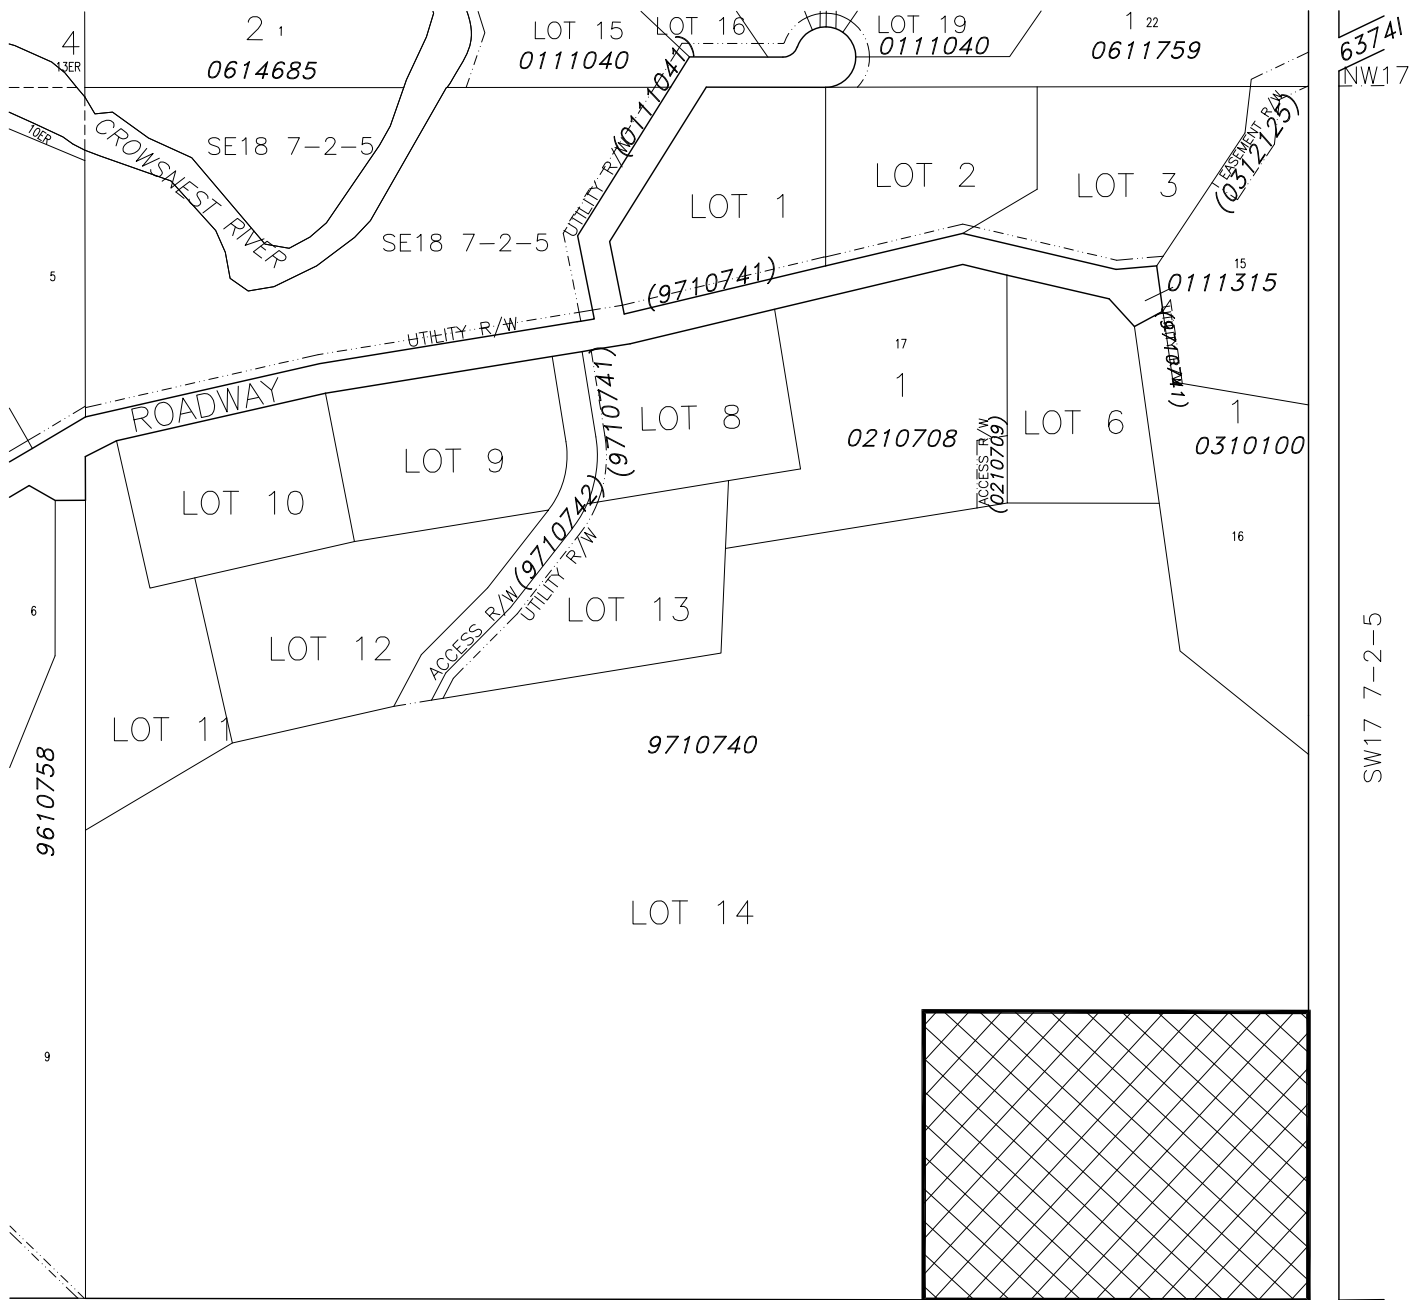 4
13ER
10ER
2 1
0614685
LOT 15
0111040
LOT 16
LOT 19
0111040
1 22
0611759
63741
NW17
CROWSNEST RIVER
SE18 7-2-5
SE18 7-2-5
UTILITY R/W
(0111041)
LOT 1
LOT 2
LOT 3
EASEMENT R/W
(0312125)
5
(9710741)
15
0111315
UTILITY R/W
ROADWAY
(9710741)
LOT 8
17
1
0210708
ACCESS R/W
(0210709)
LOT 6
(9710741)
1
0310100
LOT 9
LOT 10
(9710742)
ACCESS R/W
UTILITY R/W
16
6
LOT 12
LOT 13
LOT 11
9710740
9610758
SW17 7-2-5
LOT 14
9